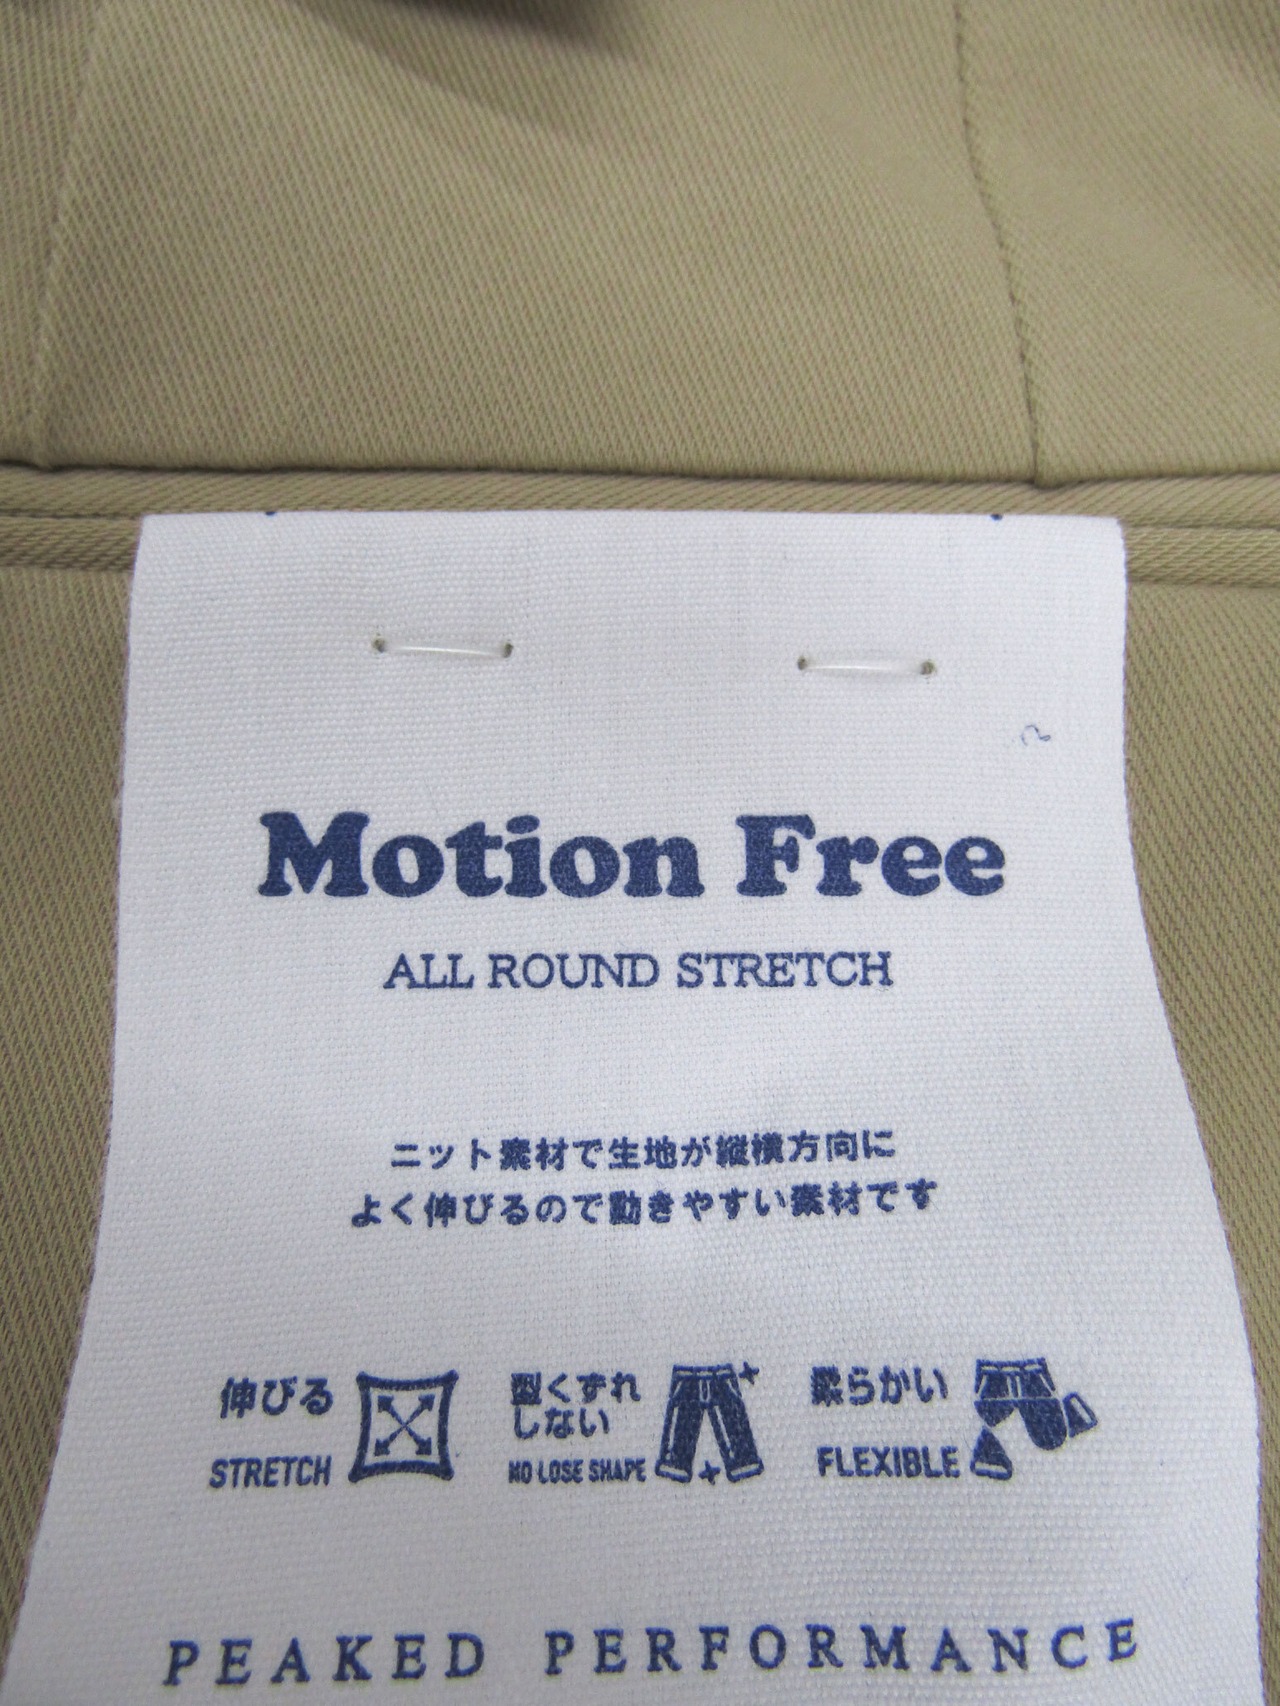 Motion Free
ALL ROUND STRETCH
ニット素材で生地が縦横方向に
よく伸びるので動きやすい素材です
伸びる
STRETCH
型くずれ
しない
NO LOSE SHAPE
柔らかい
FLEXIBLE
PEAKED PERFORMANCE